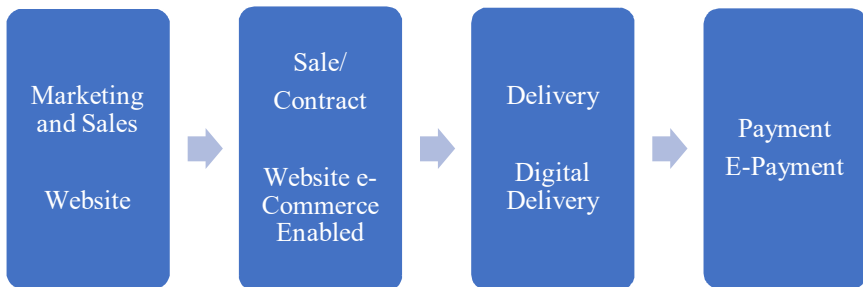 Marketing
and Sales
Website
Sale/
Contract
Website e-
Commerce
Enabled
Delivery
Digital
Delivery
Payment
E-Payment